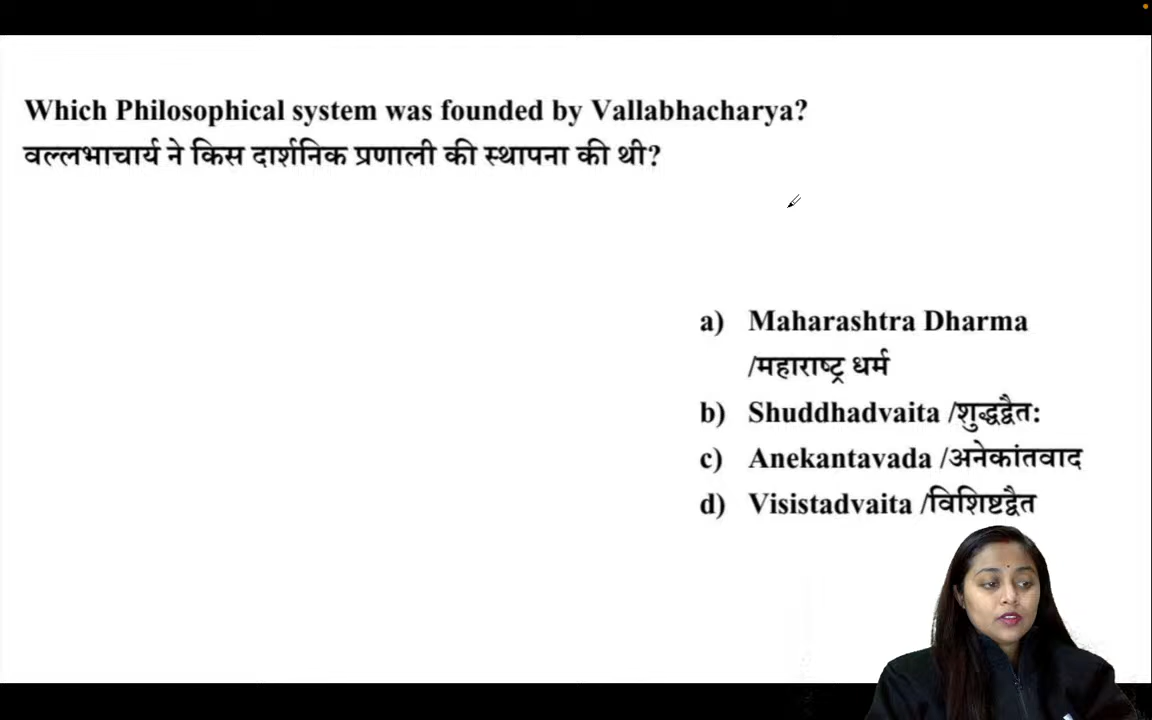 Which Philosophical system was founded by Vallabhacharya?
वल्लभाचार्य ने किस दार्शनिक प्रणाली की स्थापना की थी?
a) Maharashtra Dharma
/महाराष्ट्र धर्म
b) Shuddhadvaita /शुद्धद्वैत:
c) Anekantavada /अनेकांतवाद
d) Visistadvaita /विशिष्टद्वैत